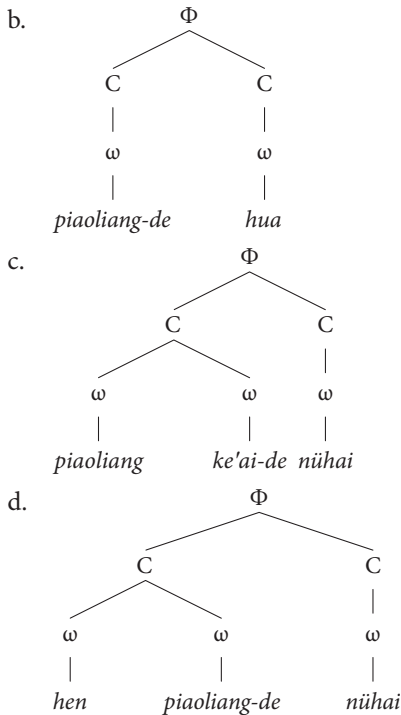 b.
Φ
C C
ω ω
piaoliang-de hua
c.
Φ
C C
ω ω ω
piaoliang ke'ai-de nühai
d.
Φ
C C
ω ω ω
hen piaoliang-de nühai